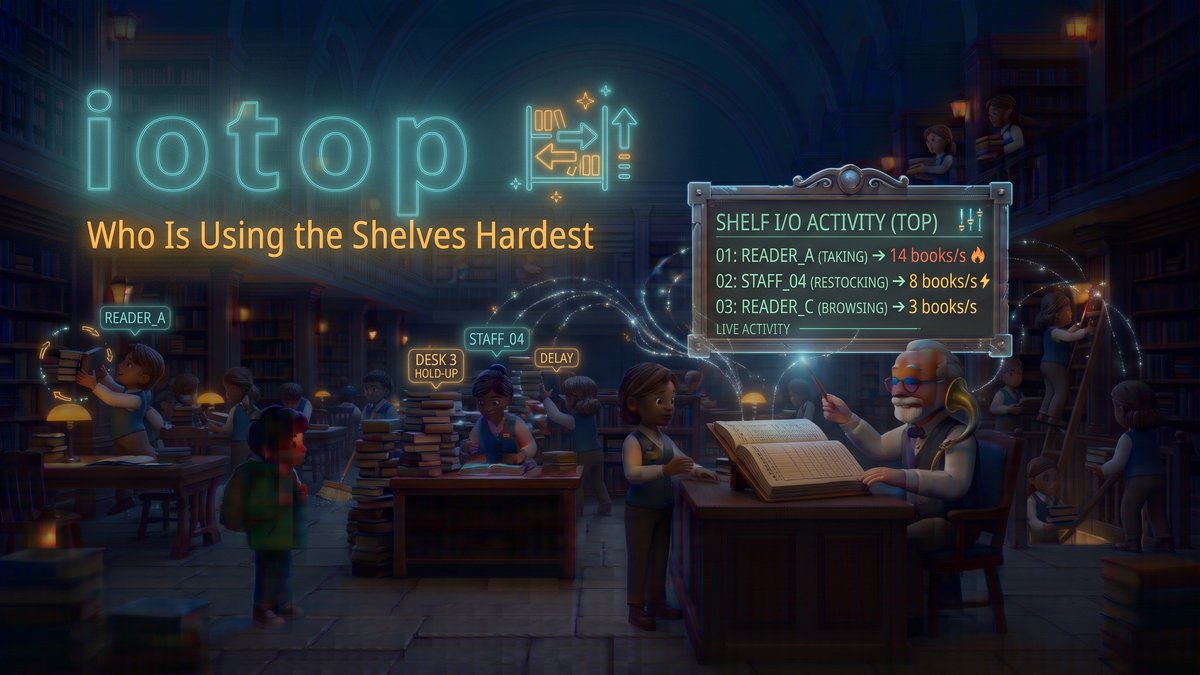 iotop
Who Is Using the Shelves Hardest
SHELF I/O ACTIVITY (TOP)
01: READER_A (TAKING) → 14 books/s
02: STAFF_04 (RESTOCKING) → 8 books/s
03: READER_C (BROWSING) → 3 books/s
LIVE ACTIVITY
READER_A
STAFF_04
DESK 3
HOLD-UP
DELAY